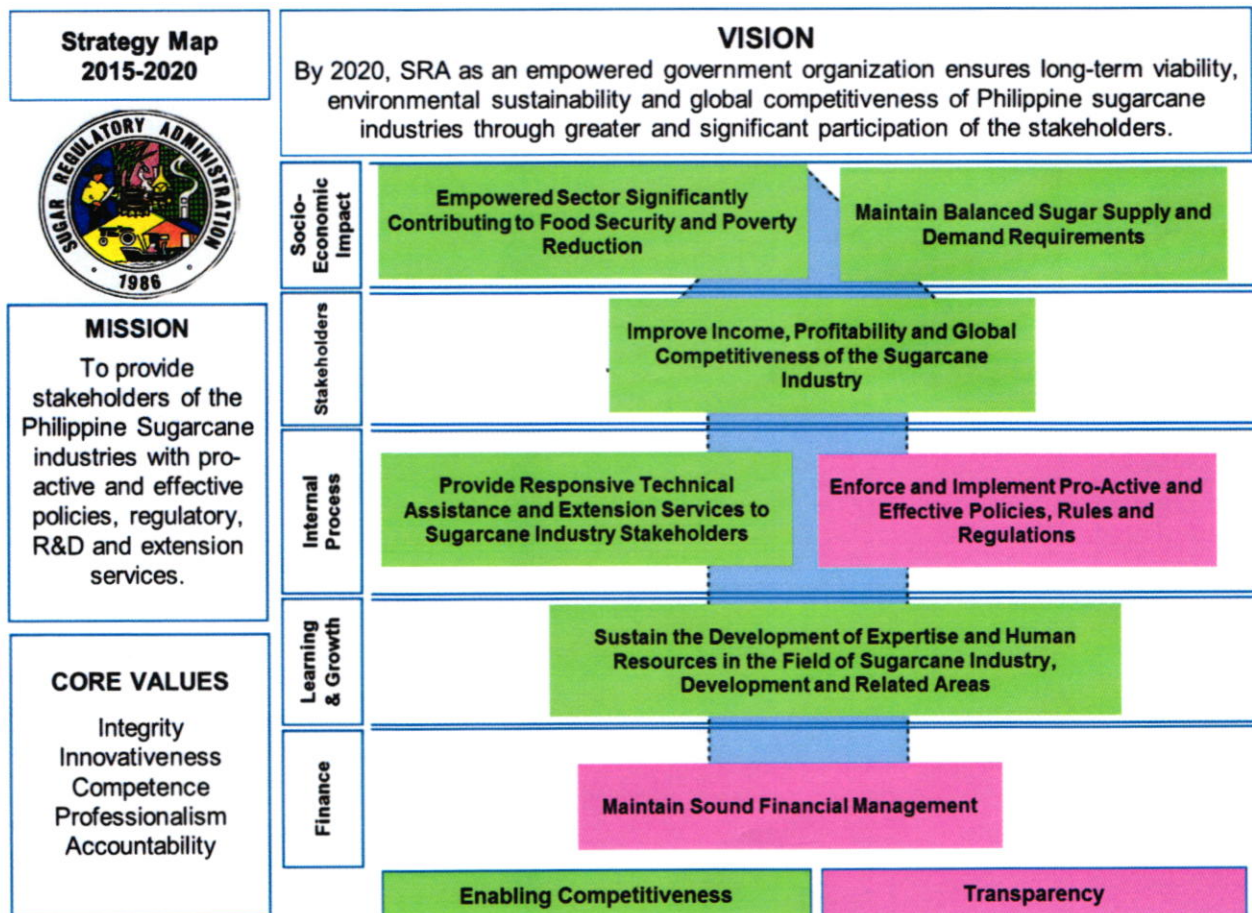 Strategy Map
2015-2020
SUGAR REGULATORY ADMINISTRATION
1986
MISSION
To provide
stakeholders of the
Philippine Sugarcane
industries with pro-
active and effective
policies, regulatory,
R&D and extension
services.
CORE VALUES
Integrity
Innovativeness
Competence
Professionalism
Accountability
VISION
By 2020, SRA as an empowered government organization ensures long-term viability,
environmental sustainability and global competitiveness of Philippine sugarcane
industries through greater and significant participation of the stakeholders.
Socio-
Economic
Impact
Empowered Sector Significantly
Contributing to Food Security and Poverty
Reduction
Maintain Balanced Sugar Supply and
Demand Requirements
Stakeholders
Improve Income, Profitability and Global
Competitiveness of the Sugarcane
Industry
Internal
Process
Provide Responsive Technical
Assistance and Extension Services to
Sugarcane Industry Stakeholders
Enforce and Implement Pro-Active and
Effective Policies, Rules and
Regulations
Learning
& Growth
Sustain the Development of Expertise and Human
Resources in the Field of Sugarcane Industry,
Development and Related Areas
Finance
Maintain Sound Financial Management
Enabling Competitiveness
Transparency